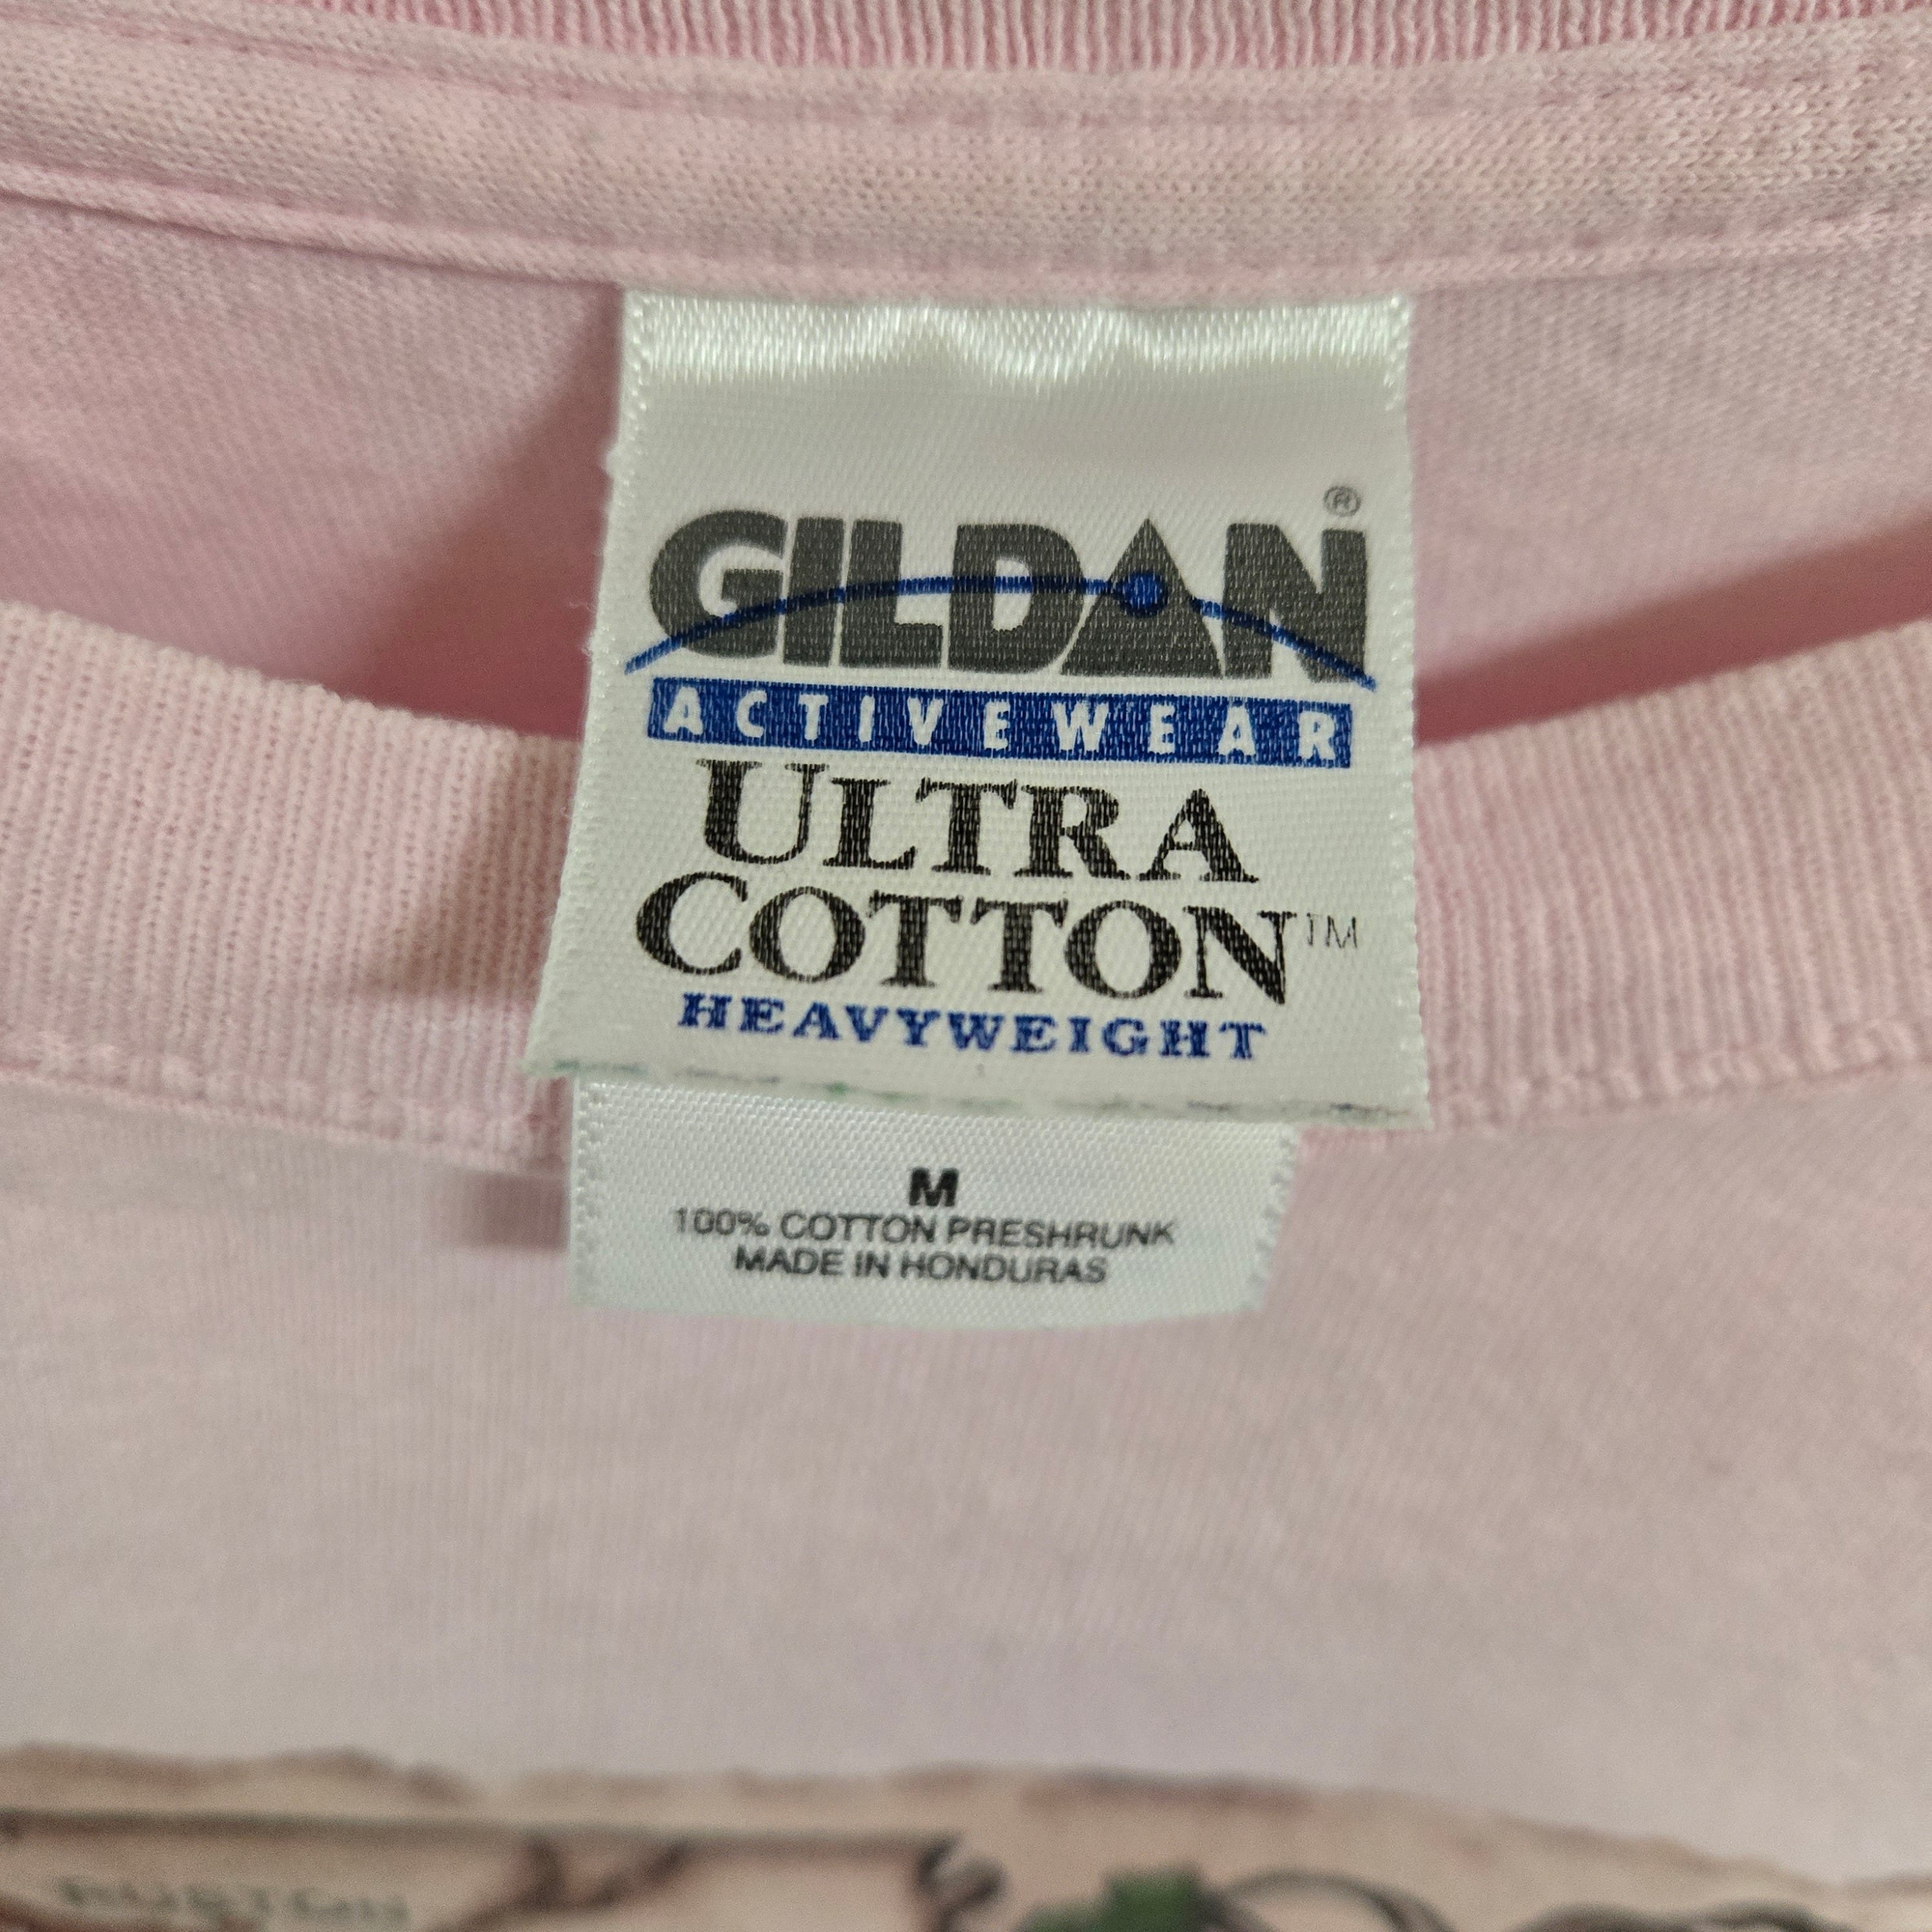 GILDAN®
ACTIVEWEAR
ULTRA
COTTON™
HEAVYWEIGHT
M
100% COTTON PRESHRUNK
MADE IN HONDURAS